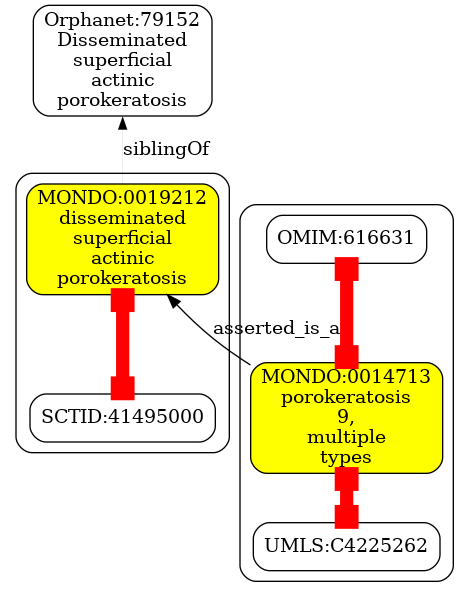 Orphanet:79152
Disseminated
superficial
actinic
porokeratosis
siblingOf
MONDO:0019212
disseminated
superficial
actinic
porokeratosis
OMIM:616631
asserted_is_a
MONDO:0014713
porokeratosis
9,
multiple
types
SCTID:41495000
UMLS:C4225262